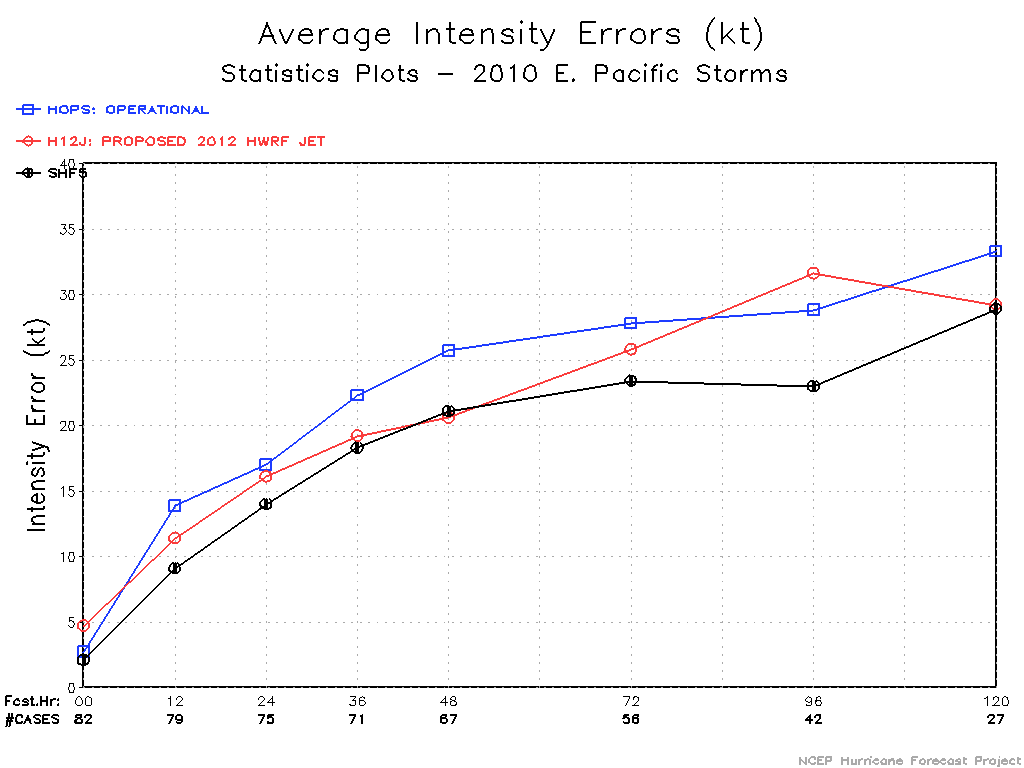 Average Intensity Errors (kt)
Statistics Plots – 2010 E. Pacific Storms
HOPS: OPERATIONAL
H12J: PROPOSED 2012 HWRF JET
SHF5
40
35
30
25
20
15
10
5
0
Intensity Error (kt)
Fcst.Hr: 00 12 24 36 48 72 96 120
#CASES 82 79 75 71 67 56 42 27
NCEP Hurricane Forecast Project